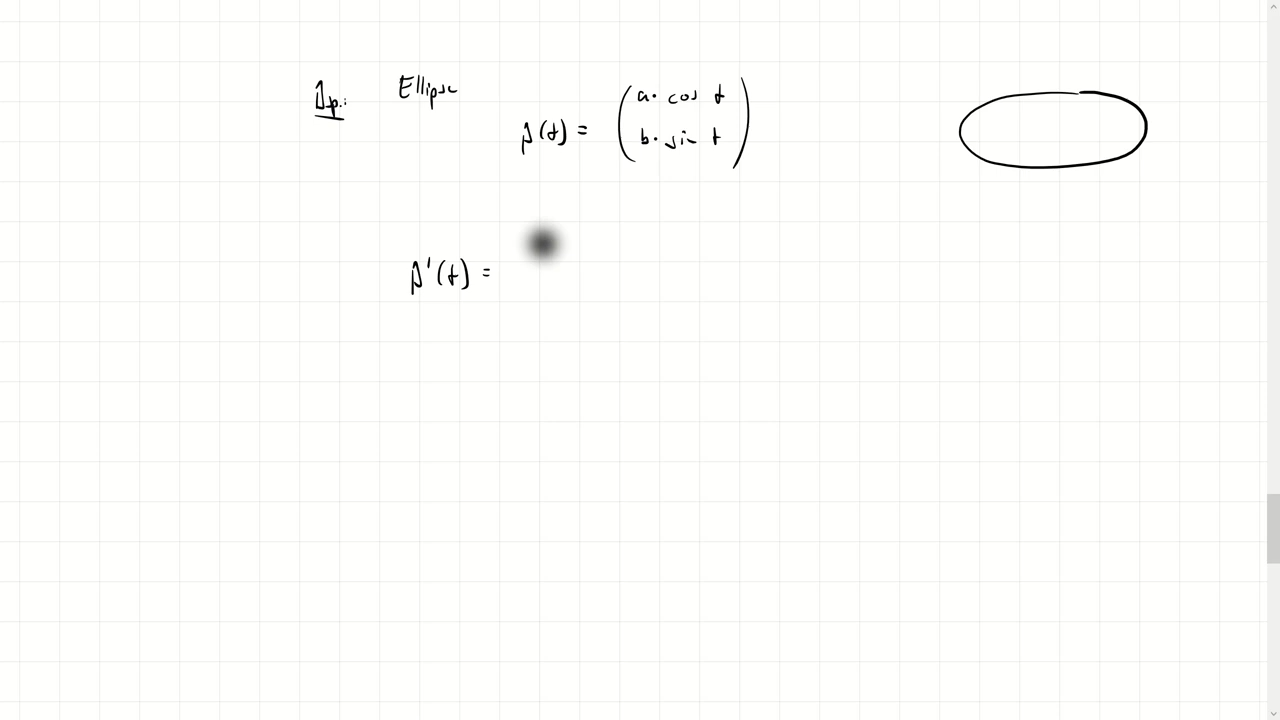 Bsp.: Ellipse
p(t) = ( a · cos t
b · sin t )
p'(t) =